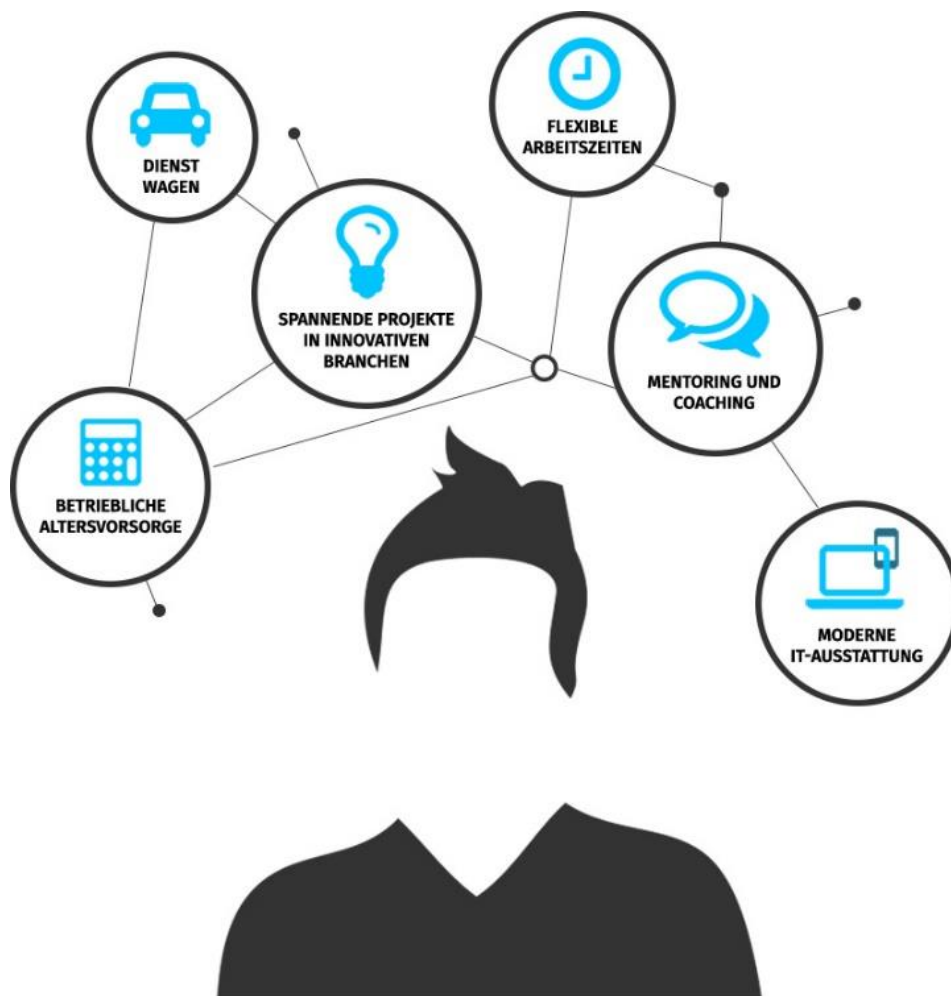 DIENST
WAGEN
FLEXIBLE
ARBEITSZEITEN
SPANNENDE PROJEKTE
IN INNOVATIVEN
BRANCHEN
MENTORING UND
COACHING
BETRIEBLICHE
ALTERSVORSORGE
MODERNE
IT-AUSSTATTUNG